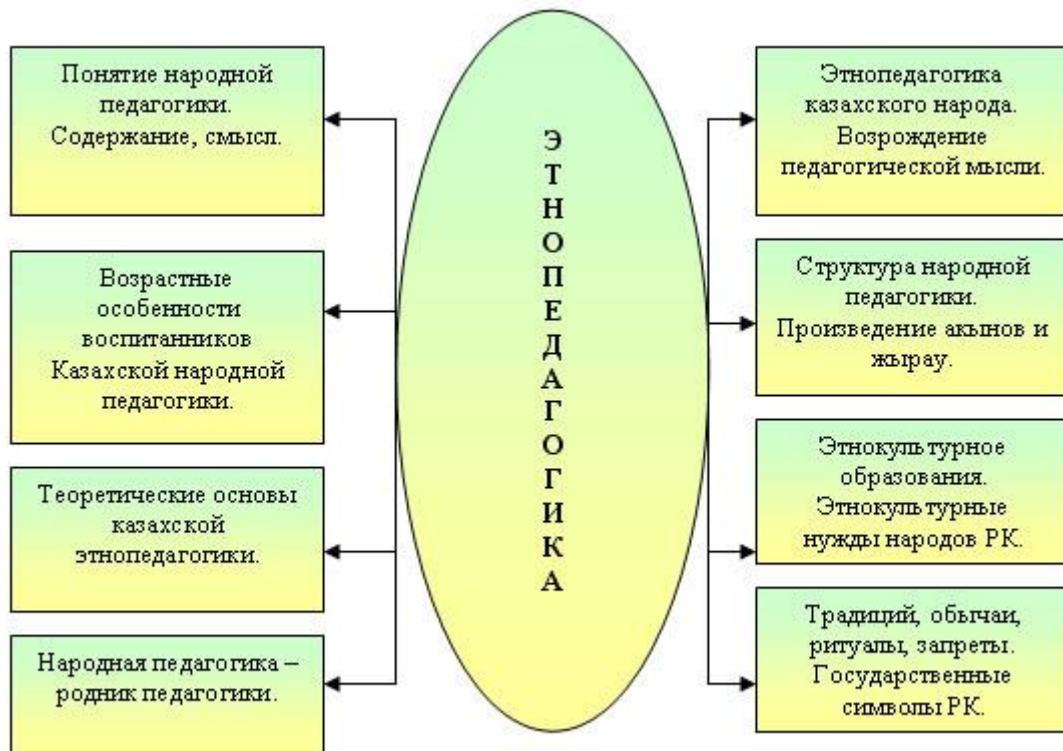 Понятие народной
педагогики.
Содержание, смысл.
Возрастные
особенности
воспитанников
Казахской народной
педагогики.
Теоретические основы
казахской
этнопедагогики.
Народная педагогика –
родник педагогики.
ЭТНОПЕДАГОГИКА
Этнопедагогика
казахского народа.
Возрождение
педагогической мысли.
Структура народной
педагогики.
Произведение акынов и
жырау.
Этнокультурное
образования.
Этнокультурные
нужды народов РК.
Традиций, обычаи,
ритуалы, запреты.
Государственные
символы РК.